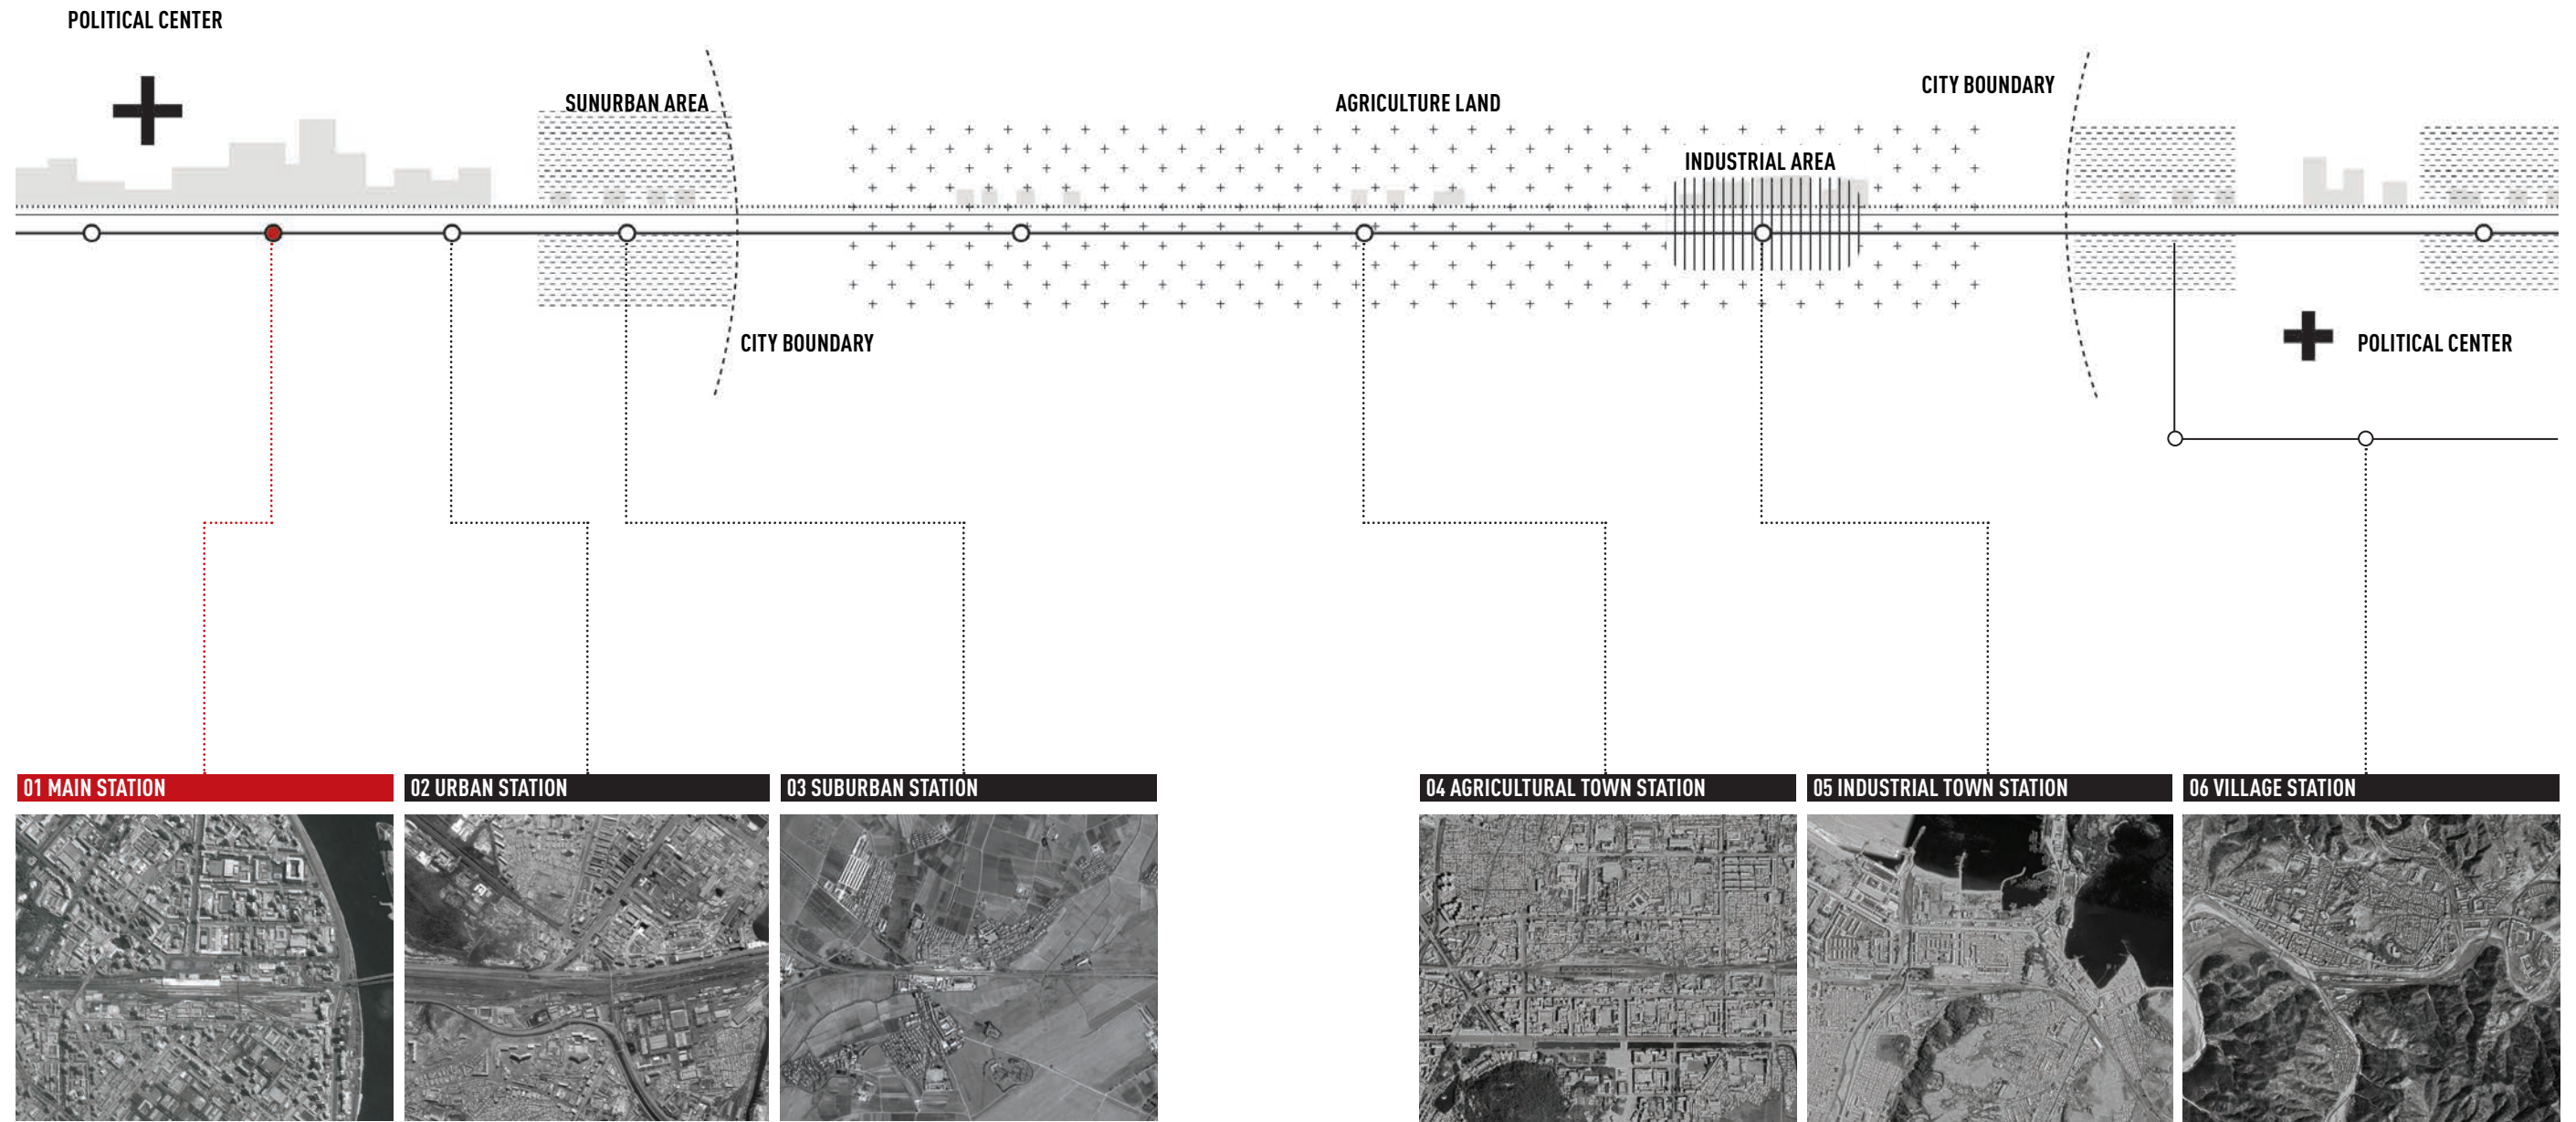 POLITICAL CENTER
SUNURBAN AREA
AGRICULTURE LAND
CITY BOUNDARY
INDUSTRIAL AREA
CITY BOUNDARY
POLITICAL CENTER
01 MAIN STATION
02 URBAN STATION
03 SUBURBAN STATION
04 AGRICULTURAL TOWN STATION
05 INDUSTRIAL TOWN STATION
06 VILLAGE STATION